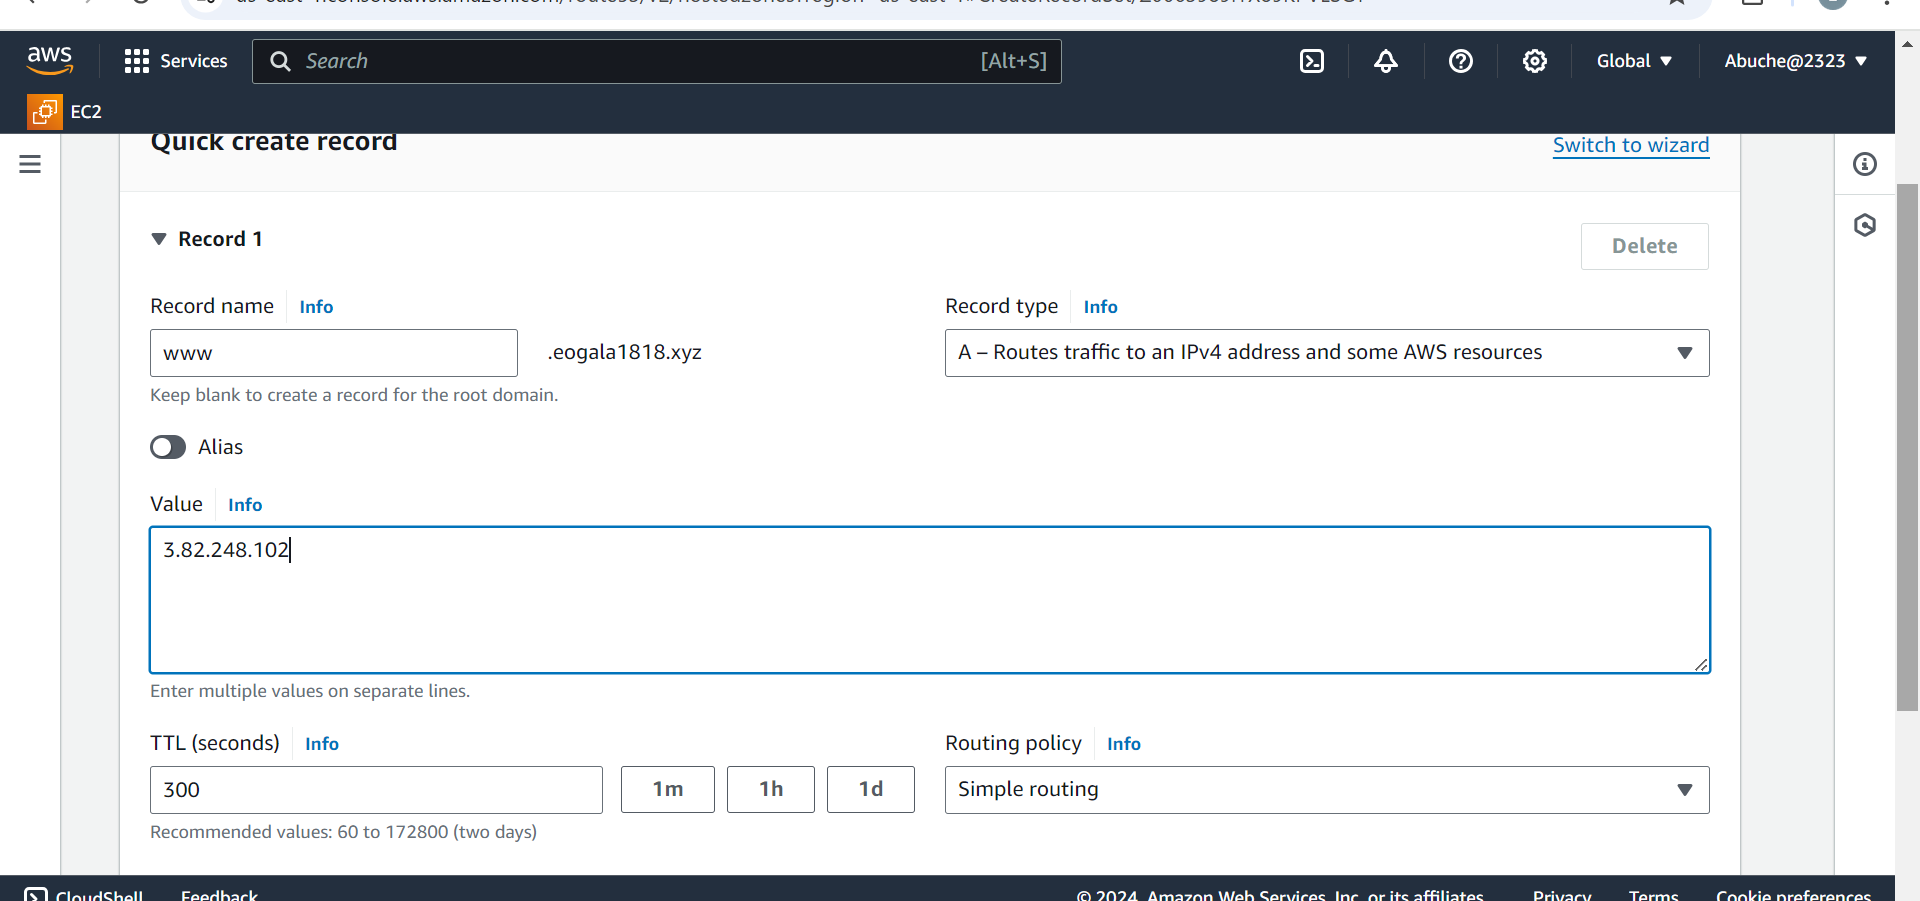 aws
Services
Search
[Alt+S]
Global
Abuche@2323
EC2
Quick create record
Switch to wizard
Record 1
Delete
Record name Info
Record type Info
www
.eogala1818.xyz
A – Routes traffic to an IPv4 address and some AWS resources
Keep blank to create a record for the root domain.
Alias
Value Info
3.82.248.102
Enter multiple values on separate lines.
TTL (seconds) Info
Routing policy Info
300
1m
1h
1d
Simple routing
Recommended values: 60 to 172800 (two days)
CloudShell
Feedback
© 2024, Amazon Web Services, Inc. or its affiliates.
Privacy
Terms
Cookie preferences